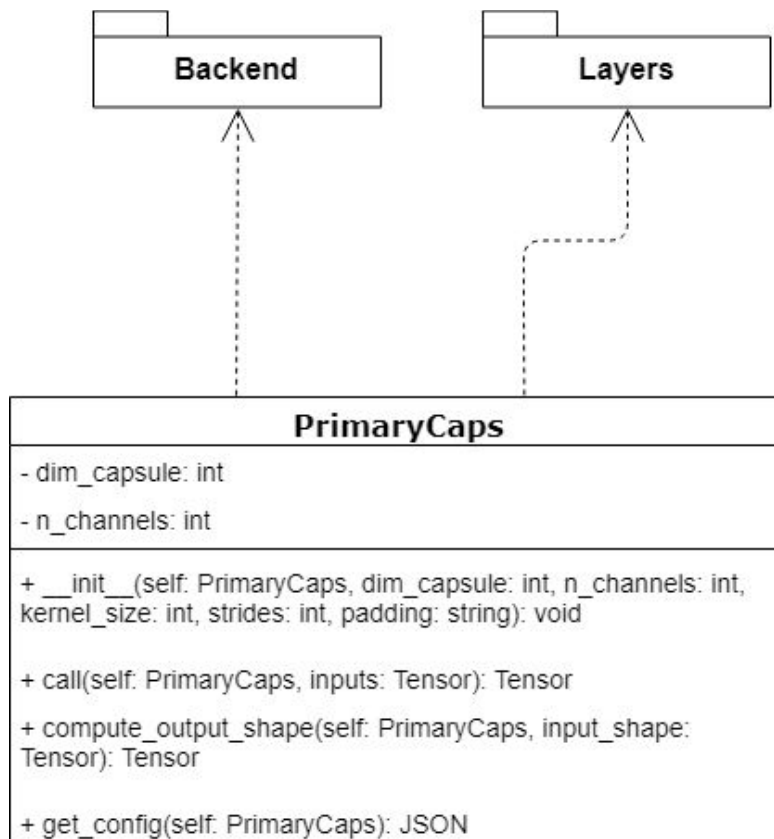 Backend
Layers
PrimaryCaps
- dim_capsule: int
- n_channels: int
+ __init__(self: PrimaryCaps, dim_capsule: int, n_channels: int,
kernel_size: int, strides: int, padding: string): void
+ call(self: PrimaryCaps, inputs: Tensor): Tensor
+ compute_output_shape(self: PrimaryCaps, input_shape:
Tensor): Tensor
+ get_config(self: PrimaryCaps): JSON